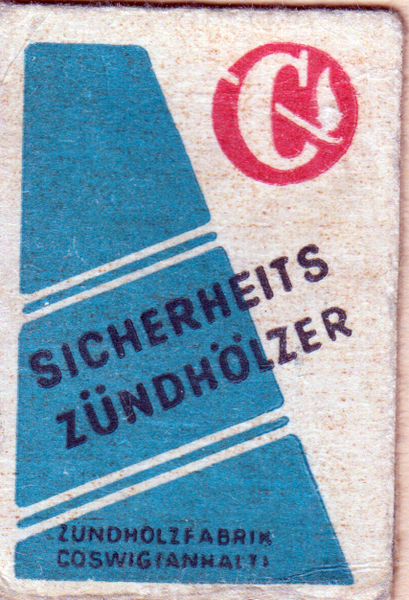 C
SICHERHEITS
ZÜNDHÖLZER
ZÜNDHOLZFABRIK
COSWIG(ANHALT)